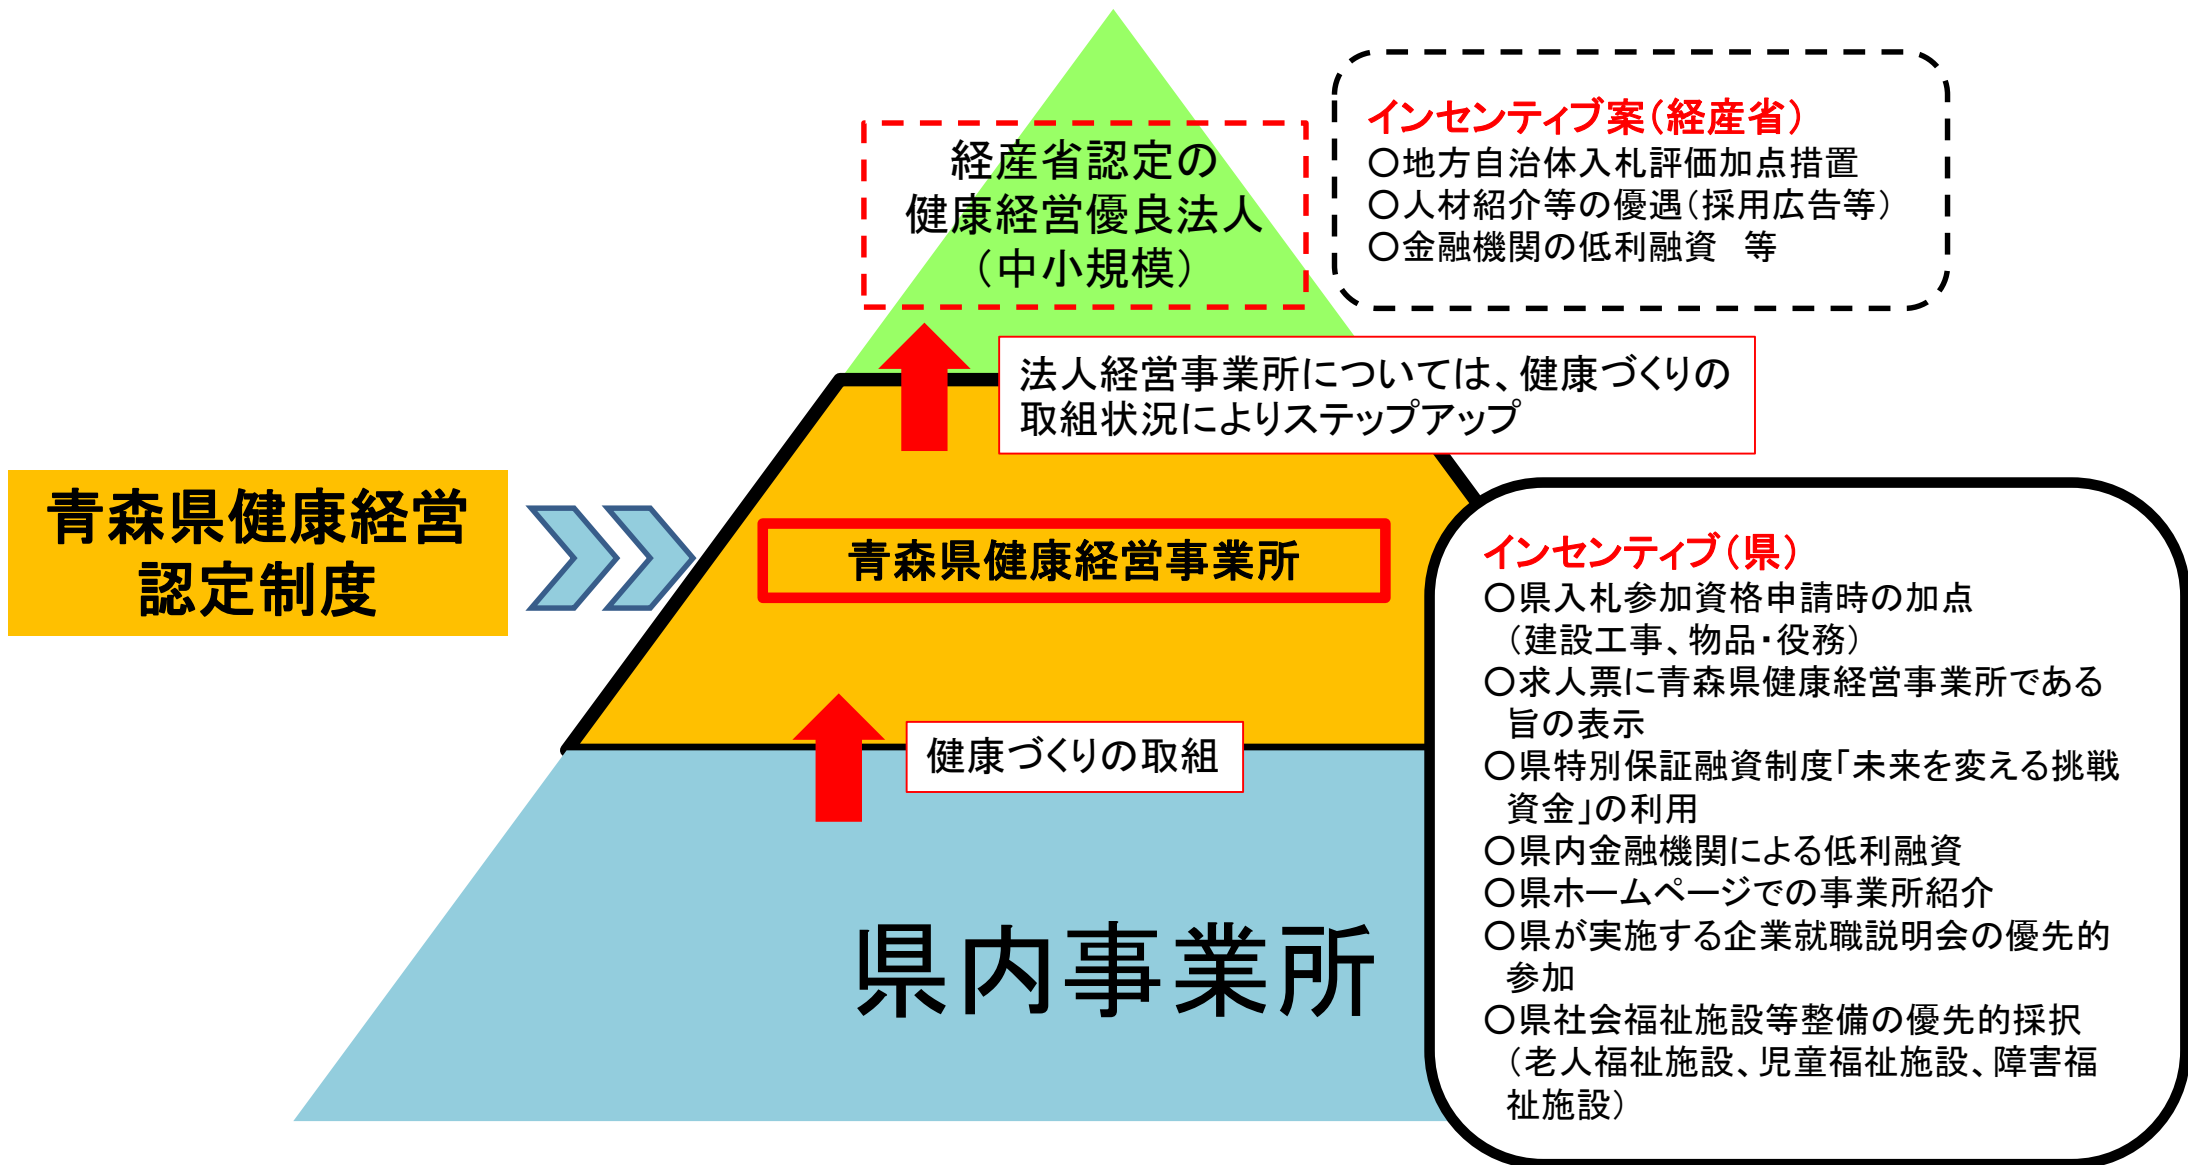 経産省認定の
健康経営優良法人
（中小規模）
インセンティブ案（経産省）
○地方自治体入札評価加点措置
○人材紹介等の優遇（採用広告等）
○金融機関の低利融資　等
法人経営事業所については、健康づくりの
取組状況によりステップアップ
青森県健康経営
認定制度
青森県健康経営事業所
健康づくりの取組
県内事業所
インセンティブ（県）
○県入札参加資格申請時の加点
（建設工事、物品・役務）
○求人票に青森県健康経営事業所である
旨の表示
○県特別保証融資制度「未来を変える挑戦
資金」の利用
○県内金融機関による低利融資
○県ホームページでの事業所紹介
○県が実施する企業就職説明会の優先的
参加
○県社会福祉施設等整備の優先的採択
（老人福祉施設、児童福祉施設、障害福
祉施設）